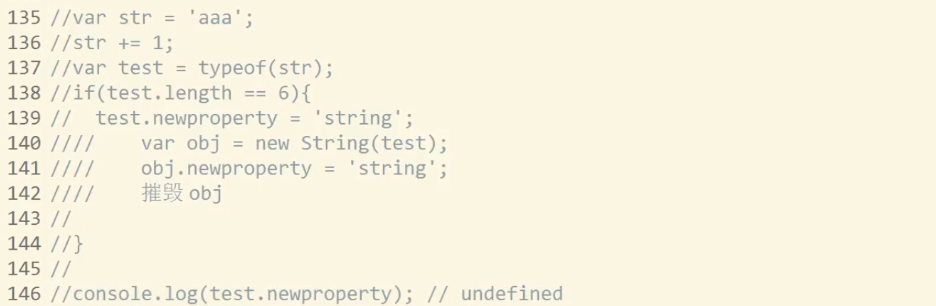 135 //var str = 'aaa';
136 //str += 1;
137 //var test = typeof(str);
138 //if(test.length == 6){
139 //  test.newproperty = 'string';
140 ////    var obj = new String(test);
141 ////    obj.newproperty = 'string';
142 ////    摧毁 obj
143 //
144 //}
145 //
146 //console.log(test.newproperty); // undefined